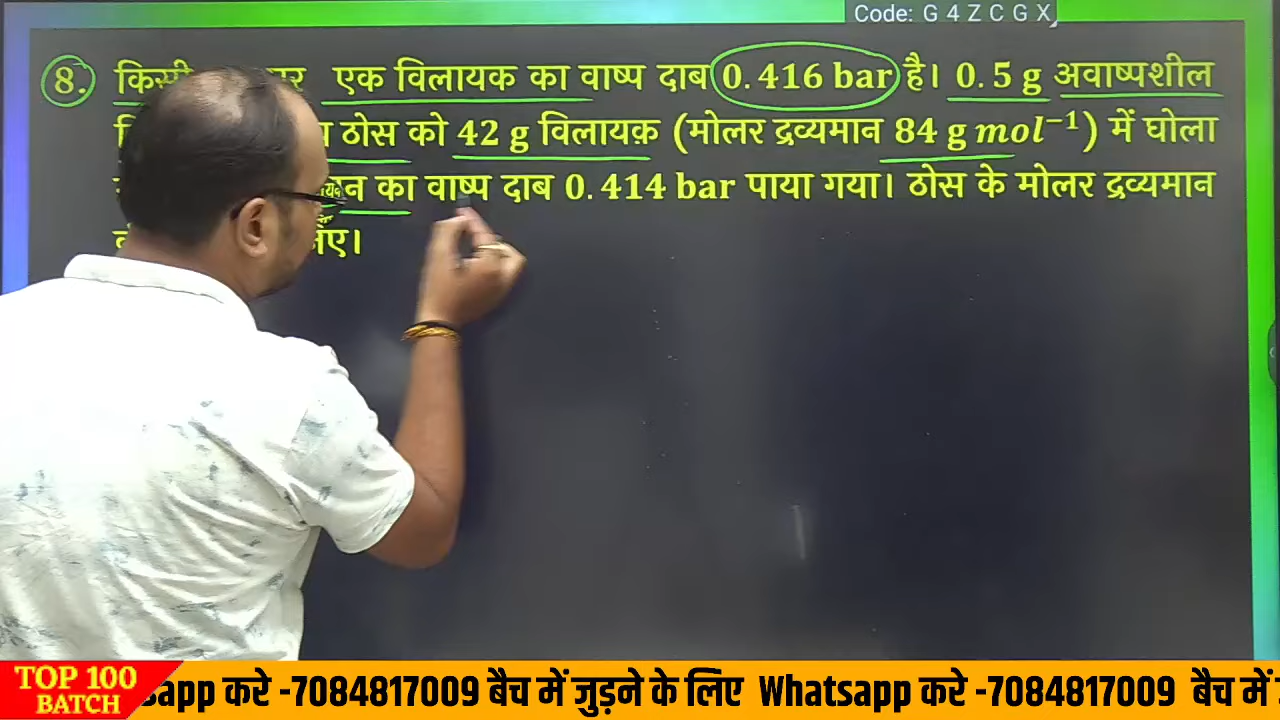 Code: G 4 Z C G X
8. एक विलायक का वाष्प दाब 0.416 bar है। 0.5 g अवाष्पशील
ठोस को 42 g विलायक़ (मोलर द्रव्यमान 84 g mol⁻¹) में घोला
का वाष्प दाब 0.414 bar पाया गया। ठोस के मोलर द्रव्यमान
TOP 100
BATCH
sapp करे -7084817009 बैच में जुड़ने के लिए Whatsapp करे -7084817009 बैच में